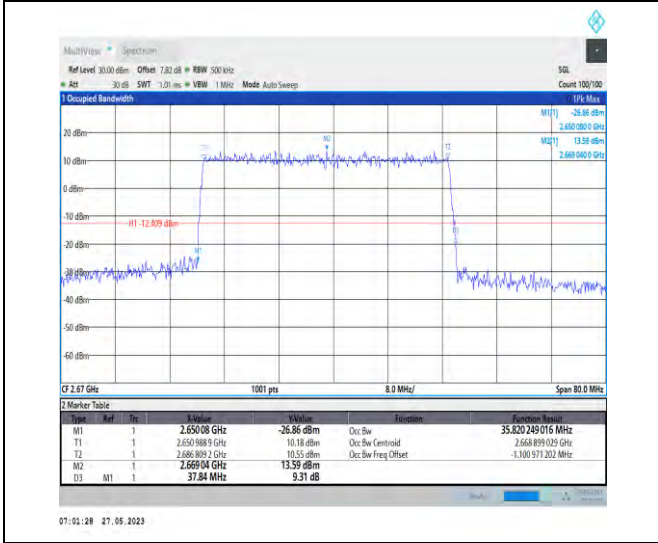 MultiView Spectrum
Ref Level 30.00 dBm Offset 7.82 dB RBW 500 kHz SGL
Att 30 dB SWT 1.01 ms VBW 1 MHz Mode Auto Sweep Count 100/100
1 Occupied Bandwidth 1Pk Max
M1[1] -26.86 dBm
2.650 080 0 GHz
M2[1] 13.59 dBm
2.669 040 0 GHz
20 dBm
M2
T2
10 dBm
0 dBm
-10 dBm
H1 -12.409 dBm
D3
-20 dBm
M1
-30 dBm
-40 dBm
-50 dBm
-60 dBm
CF 2.67 GHz 1001 pts 8.0 MHz/ Span 80.0 MHz
2 Marker Table
Type Ref Trc X-Value Y-Value Function Function Result
M1 1 2.650 08 GHz -26.86 dBm Occ Bw 35.820 249 016 MHz
T1 1 2.650 988 9 GHz 10.18 dBm Occ Bw Centroid 2.668 899 029 GHz
T2 1 2.686 809 2 GHz 10.55 dBm Occ Bw Freq Offset -1.100 971 202 MHz
M2 1 2.669 04 GHz 13.59 dBm
D3 M1 1 37.84 MHz 9.31 dB
07:01:28 27.05.2023